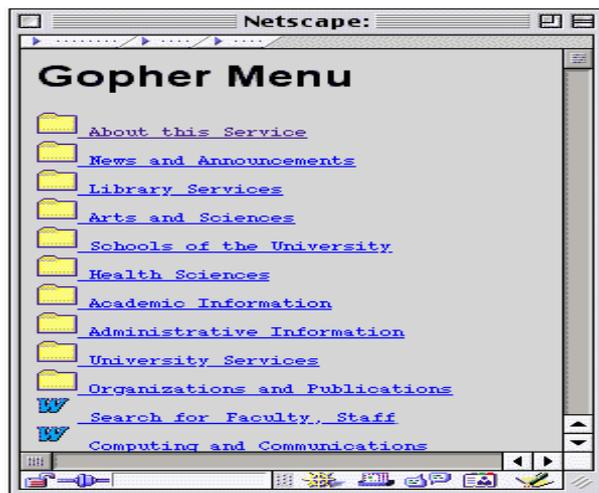 Netscape:
Gopher Menu
About this Service
News and Announcements
Library Services
Arts and Sciences
Schools of the University
Health Sciences
Academic Information
Administrative Information
University Services
Organizations and Publications
W Search for Faculty, Staff
W Computing and Communications